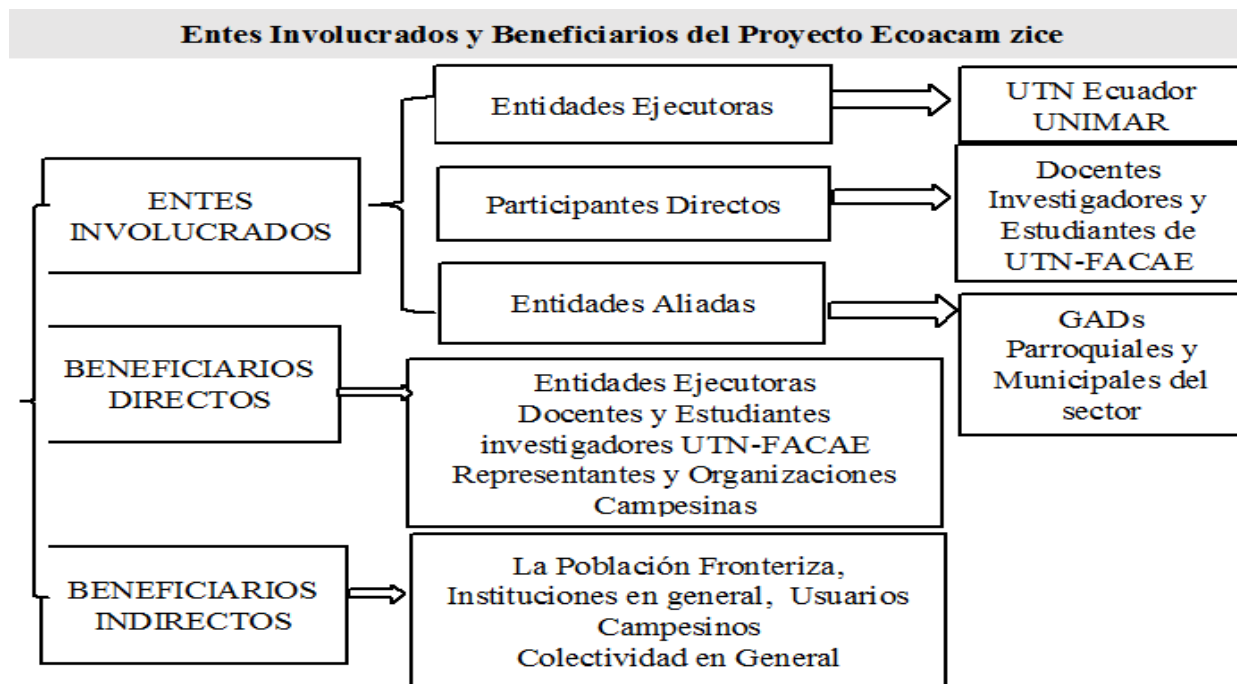 Entes Involucrados y Beneficiarios del Proyecto Ecoacam zice
ENTES
INVOLUCRADOS
Entidades Ejecutoras
UTN Ecuador
UNIMAR
Participantes Directos
Docentes
Investigadores y
Estudiantes de
UTN-FACAE
Entidades Aliadas
GADs
Parroquiales y
Municipales del
sector
BENEFICIARIOS
DIRECTOS
Entidades Ejecutoras
Docentes y Estudiantes
investigadores UTN-FACAE
Representantes y Organizaciones
Campesinas
BENEFICIARIOS
INDIRECTOS
La Población Fronteriza,
Instituciones en general, Usuarios
Campesinos
Colectividad en General